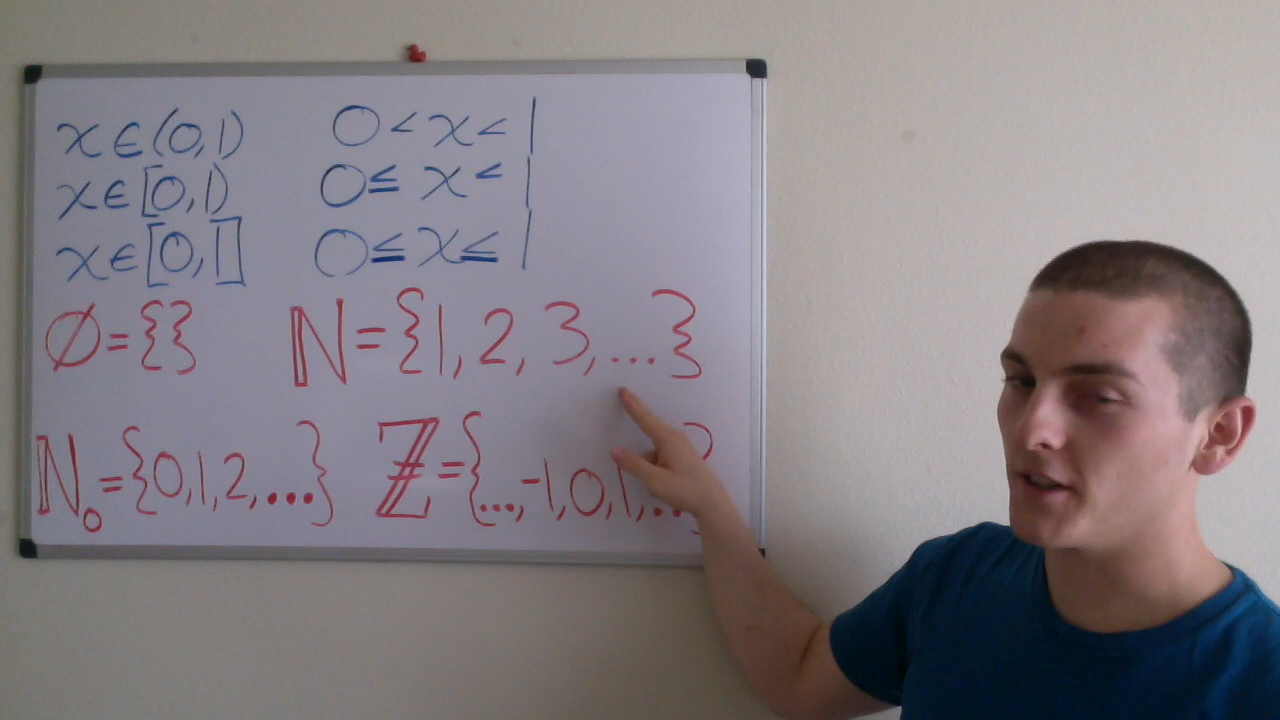 x∈(0,1) 0<x<1
x∈[0,1) 0≤x<1
x∈[0,1] 0≤x≤1
∅={} ℕ={1,2,3,...}
ℕ₀={0,1,2,...} ℤ={...,-1,0,1,...}